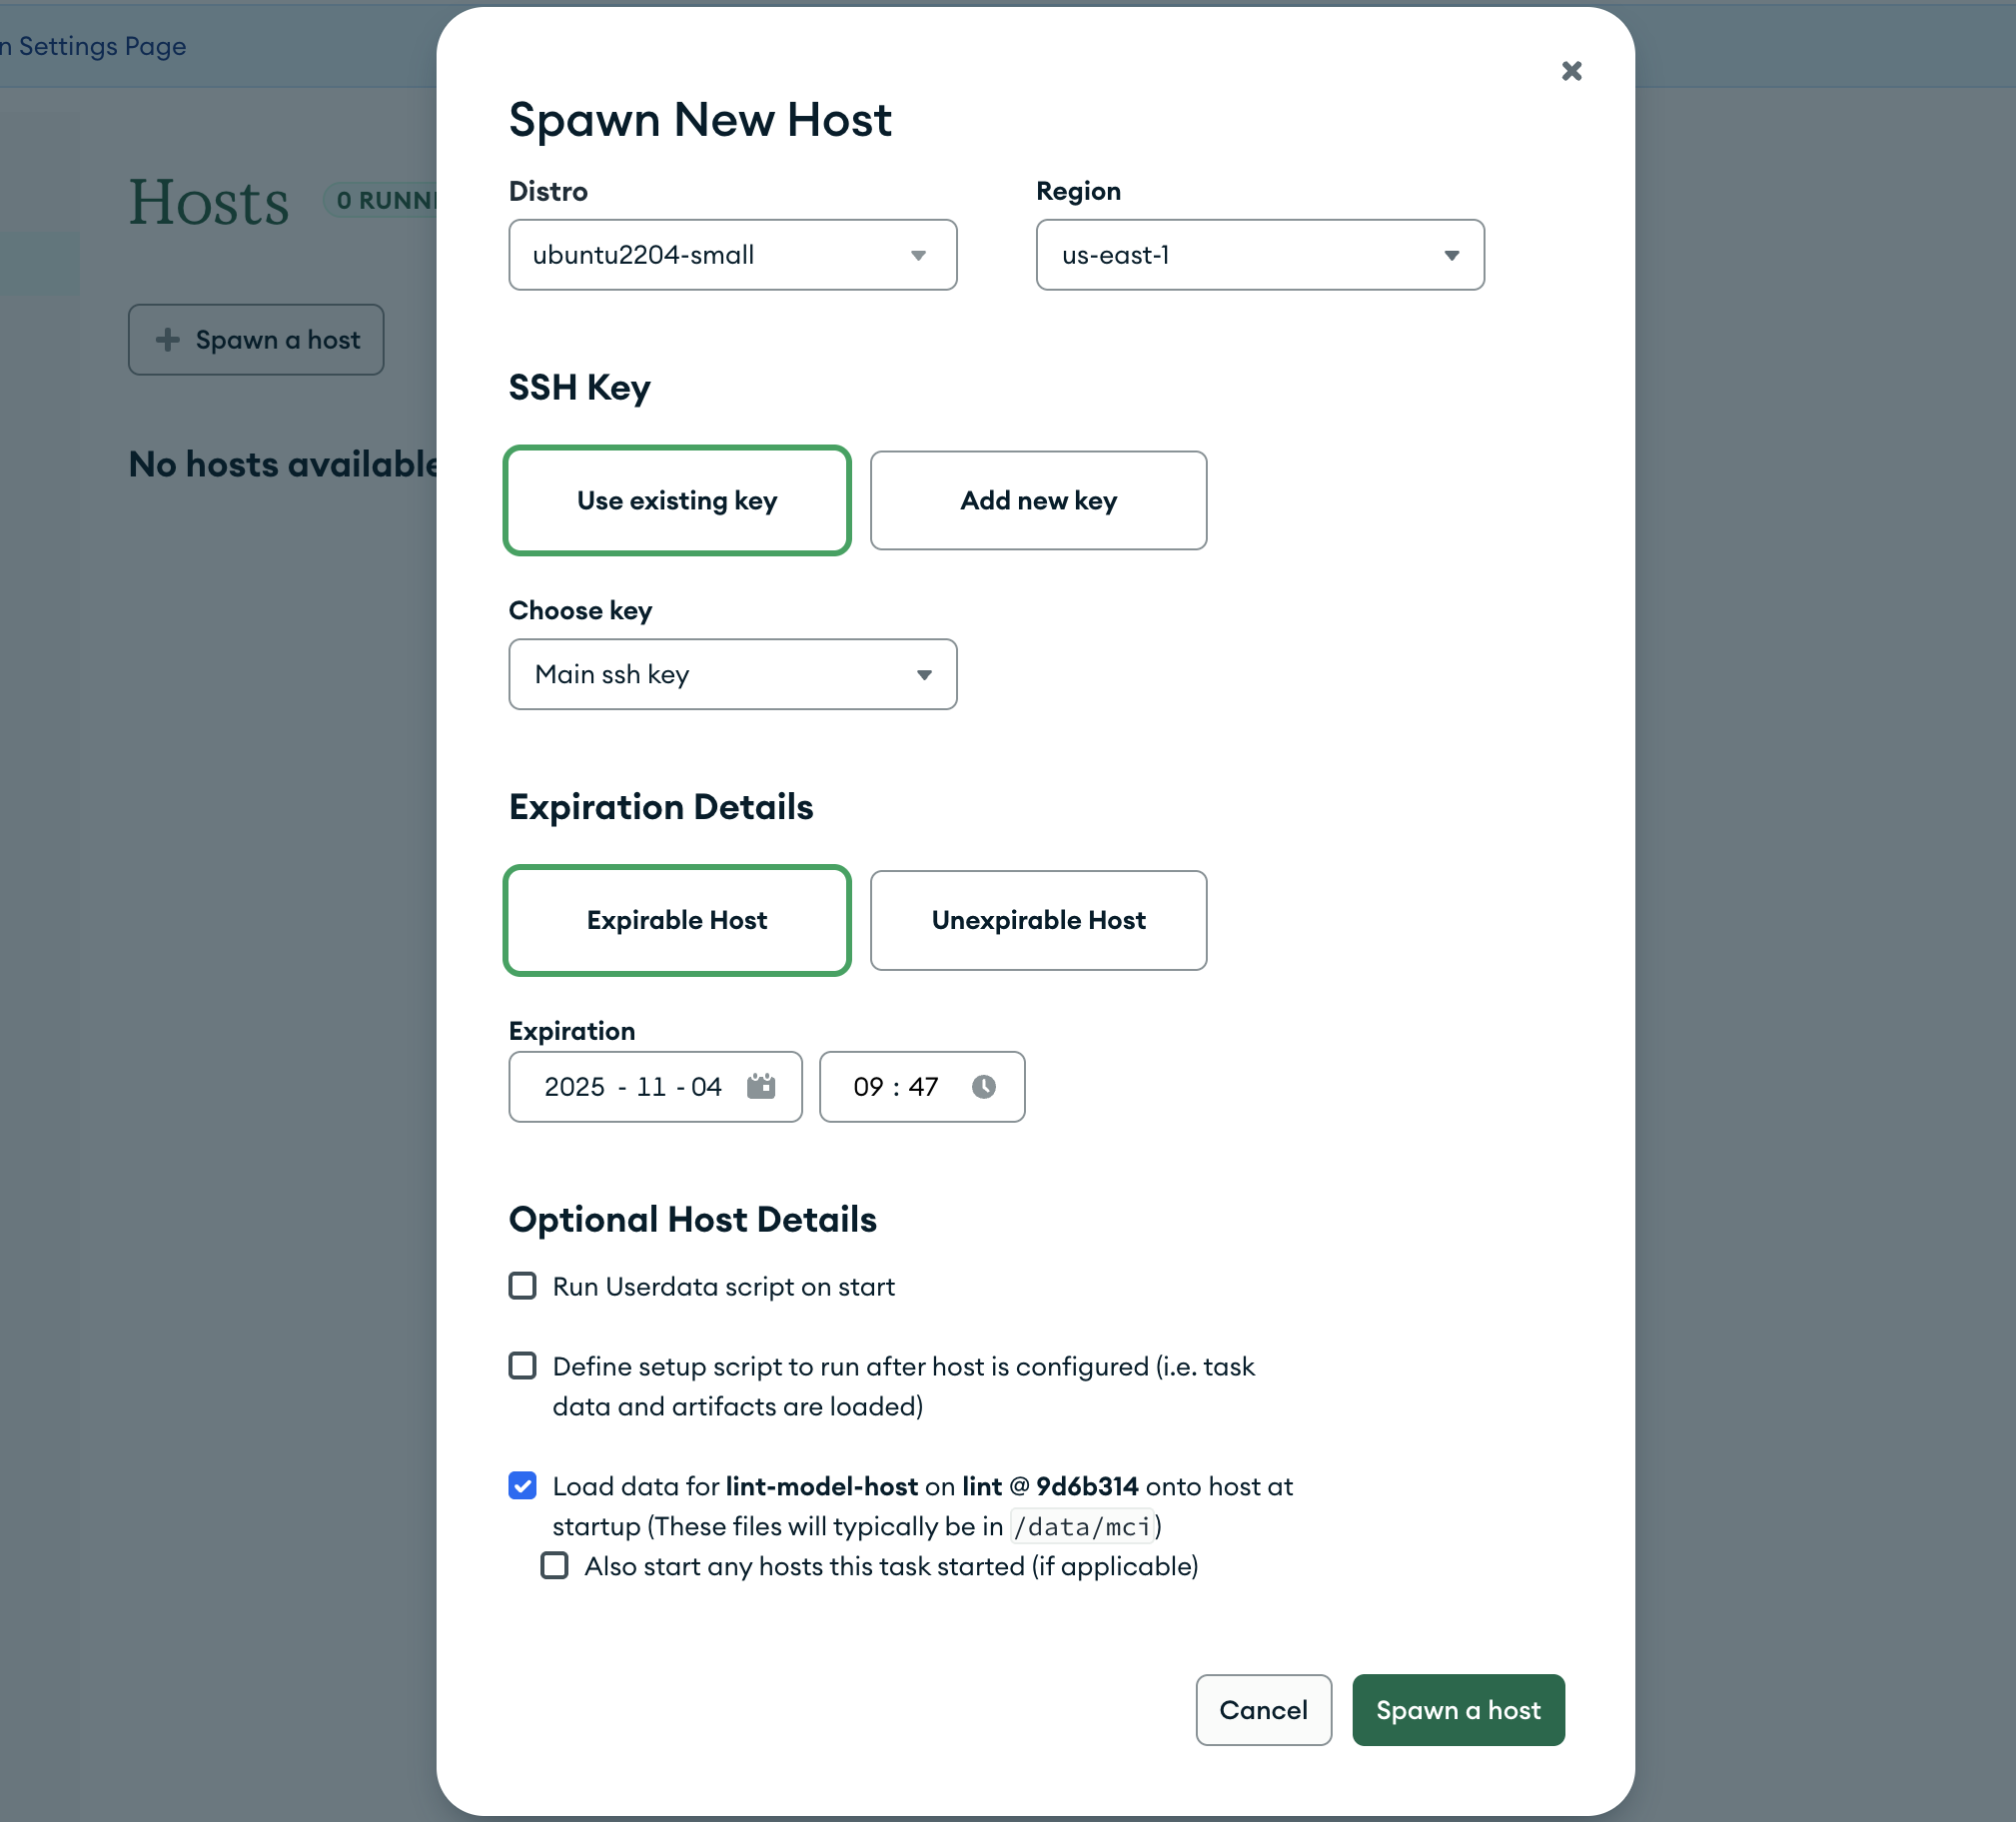 n Settings Page
Hosts
0 RUNN
Spawn a host
No hosts available
Spawn New Host
Distro
Region
ubuntu2204-small
us-east-1
SSH Key
Use existing key
Add new key
Choose key
Main ssh key
Expiration Details
Expirable Host
Unexpirable Host
Expiration
2025 - 11 - 04
09 : 47
Optional Host Details
Run Userdata script on start
Define setup script to run after host is configured (i.e. task
data and artifacts are loaded)
Load data for lint-model-host on lint @ 9d6b314 onto host at
startup (These files will typically be in /data/mci)
Also start any hosts this task started (if applicable)
Cancel
Spawn a host